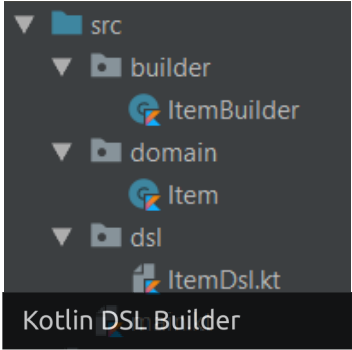 src
builder
ItemBuilder
domain
Item
dsl
ItemDsl.kt
Kotlin DSL Builder